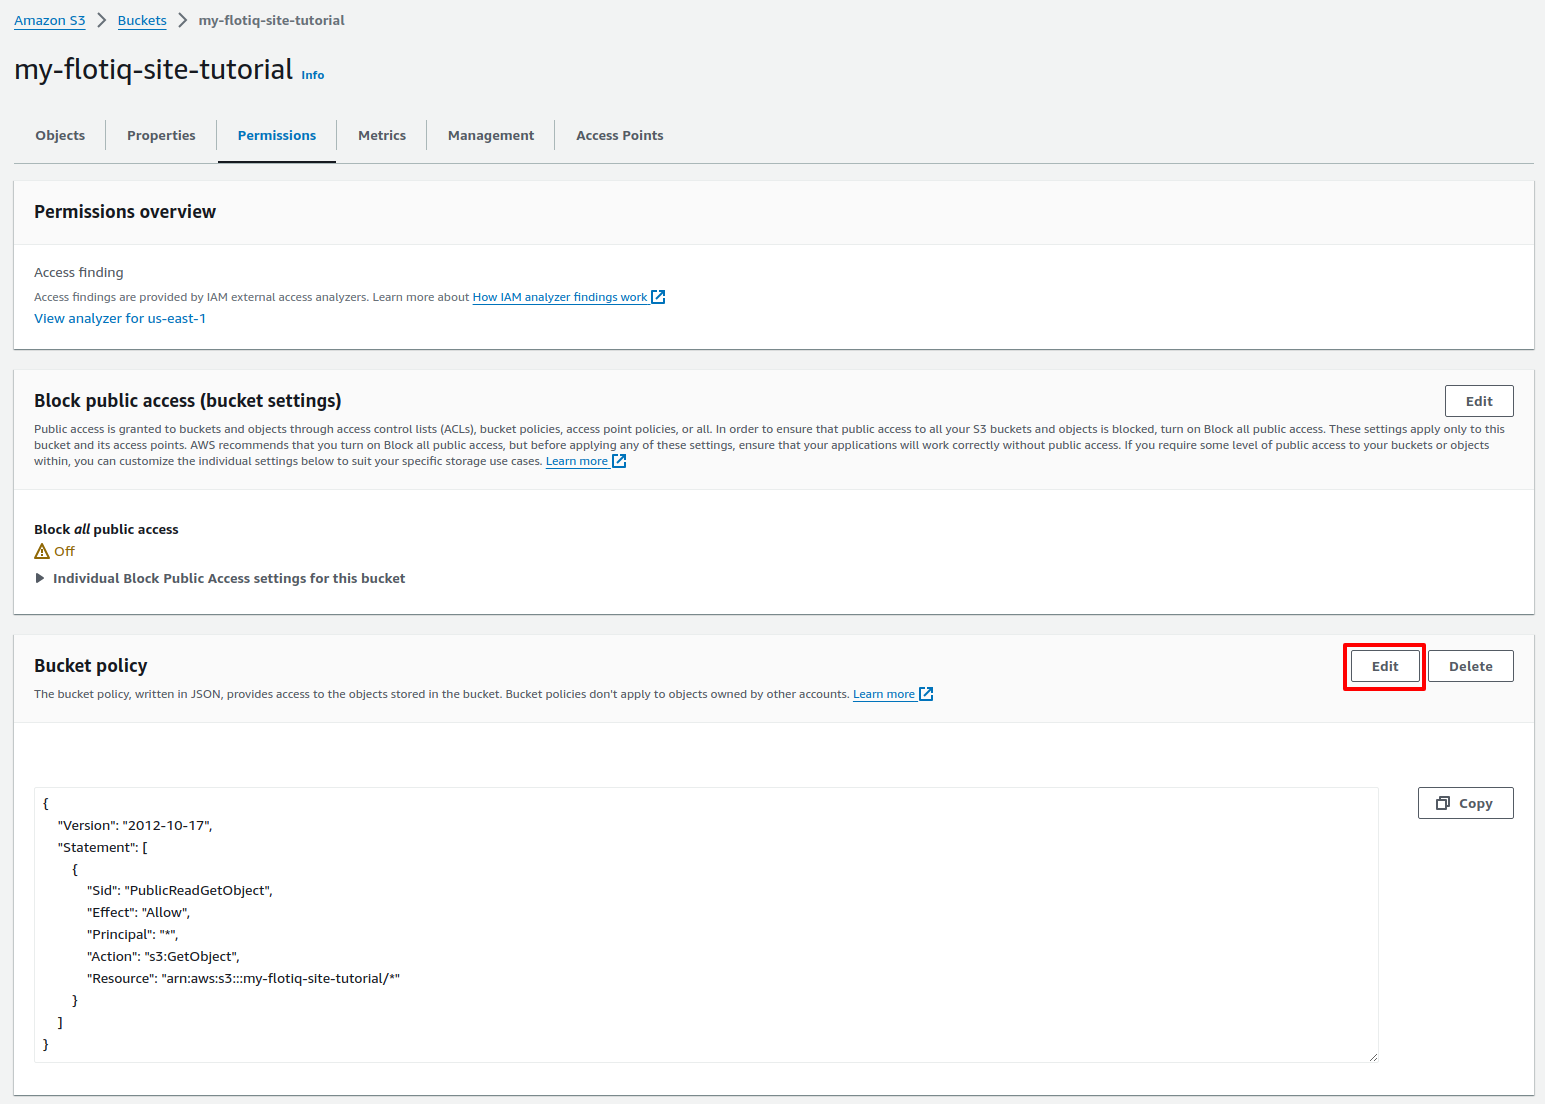 Amazon S3 > Buckets > my-flotiq-site-tutorial
my-flotiq-site-tutorial Info
Objects Properties Permissions Metrics Management Access Points
Permissions overview
Access finding
Access findings are provided by IAM external access analyzers. Learn more about How IAM analyzer findings work
View analyzer for us-east-1
Block public access (bucket settings) Edit
Public access is granted to buckets and objects through access control lists (ACLs), bucket policies, access point policies, or all. In order to ensure that public access to all your S3 buckets and objects is blocked, turn on Block all public access. These settings apply only to this
bucket and its access points. AWS recommends that you turn on Block all public access, but before applying any of these settings, ensure that your applications will work correctly without public access. If you require some level of public access to your buckets or objects
within, you can customize the individual settings below to suit your specific storage use cases. Learn more
Block all public access
Off
Individual Block Public Access settings for this bucket
Bucket policy Edit Delete
The bucket policy, written in JSON, provides access to the objects stored in the bucket. Bucket policies don't apply to objects owned by other accounts. Learn more
Copy
{
"Version": "2012-10-17",
"Statement": [
{
"Sid": "PublicReadGetObject",
"Effect": "Allow",
"Principal": "*",
"Action": "s3:GetObject",
"Resource": "arn:aws:s3:::my-flotiq-site-tutorial/*"
}
]
}